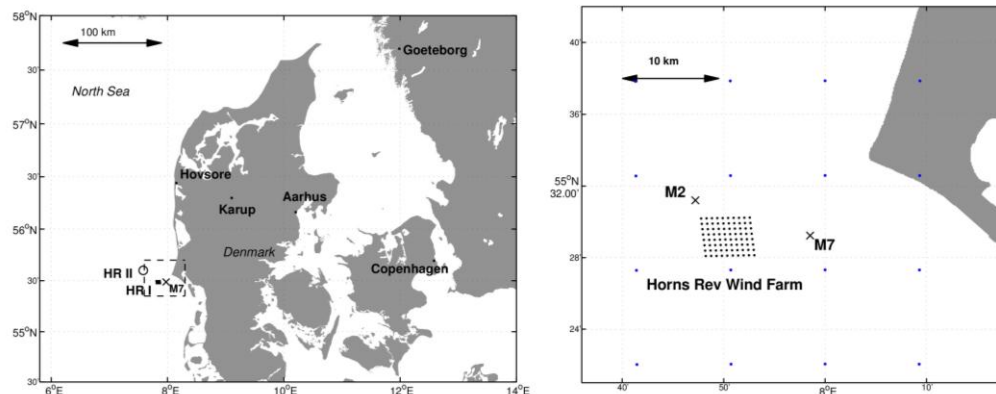 58°N
30'
57°N
30'
56°N
30'
55°N
30'
6°E
8°E
10°E
12°E
14°E
100 km
North Sea
Goeteborg
Hovsore
Karup
Aarhus
Denmark
Copenhagen
HR II
HR I
M7
40'
36'
55°N
32.00'
28'
24'
40'
50'
8°E
10'
10 km
M2
M7
Horns Rev Wind Farm